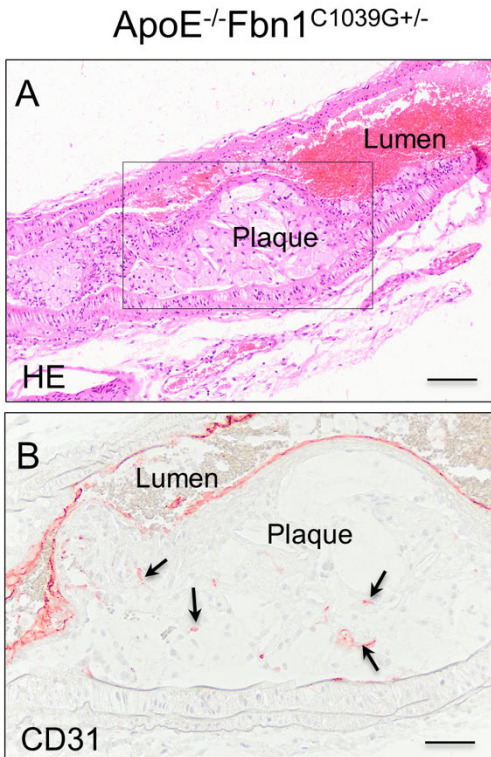 ApoE-/-Fbn1C1039G+/-
A
Lumen
Plaque
HE
B
Lumen
Plaque
CD31